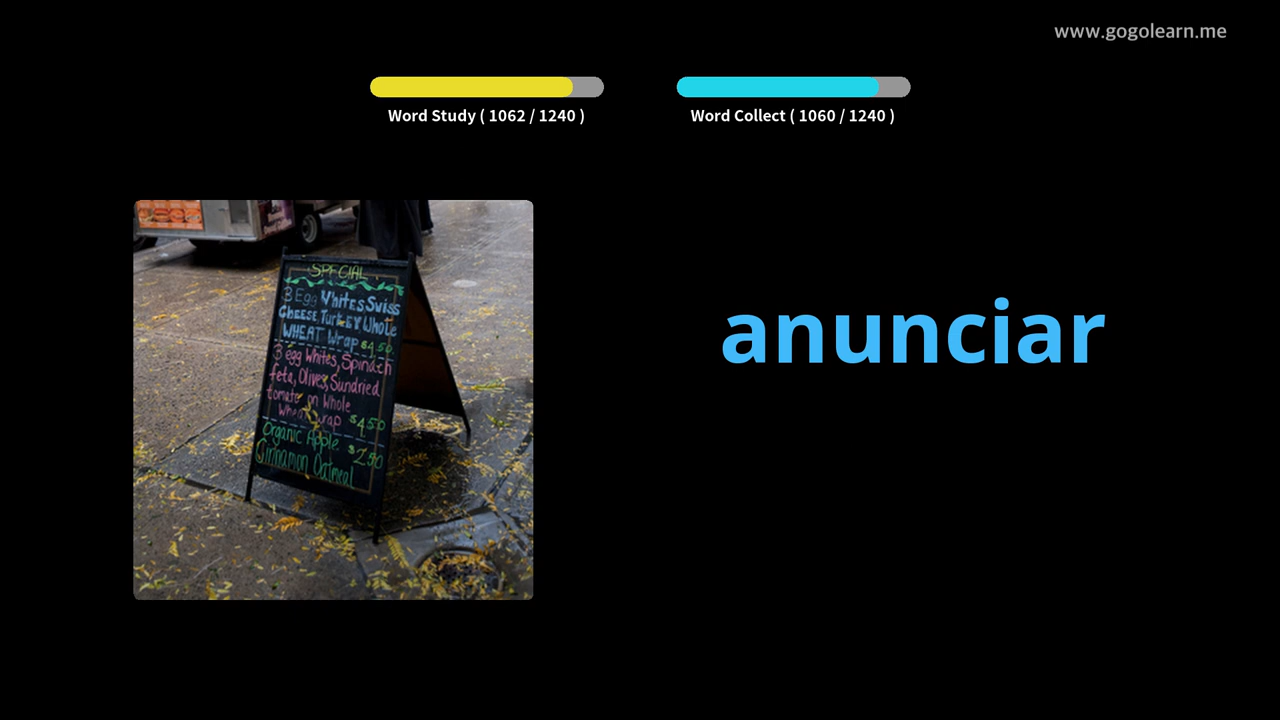 www.gogolearn.me
Word Study ( 1062 / 1240 )
Word Collect ( 1060 / 1240 )
SPECIAL
3 Egg Whites, Swiss
Cheese, Turkey Whole
WHEAT Wrap $4.50
3 egg Whites, Spinach
feta, Olives, Sundried
tomato on Whole
Wheat wrap $4.50
Organic Apple
Cinnamon Oatmeal $2.50
anunciar